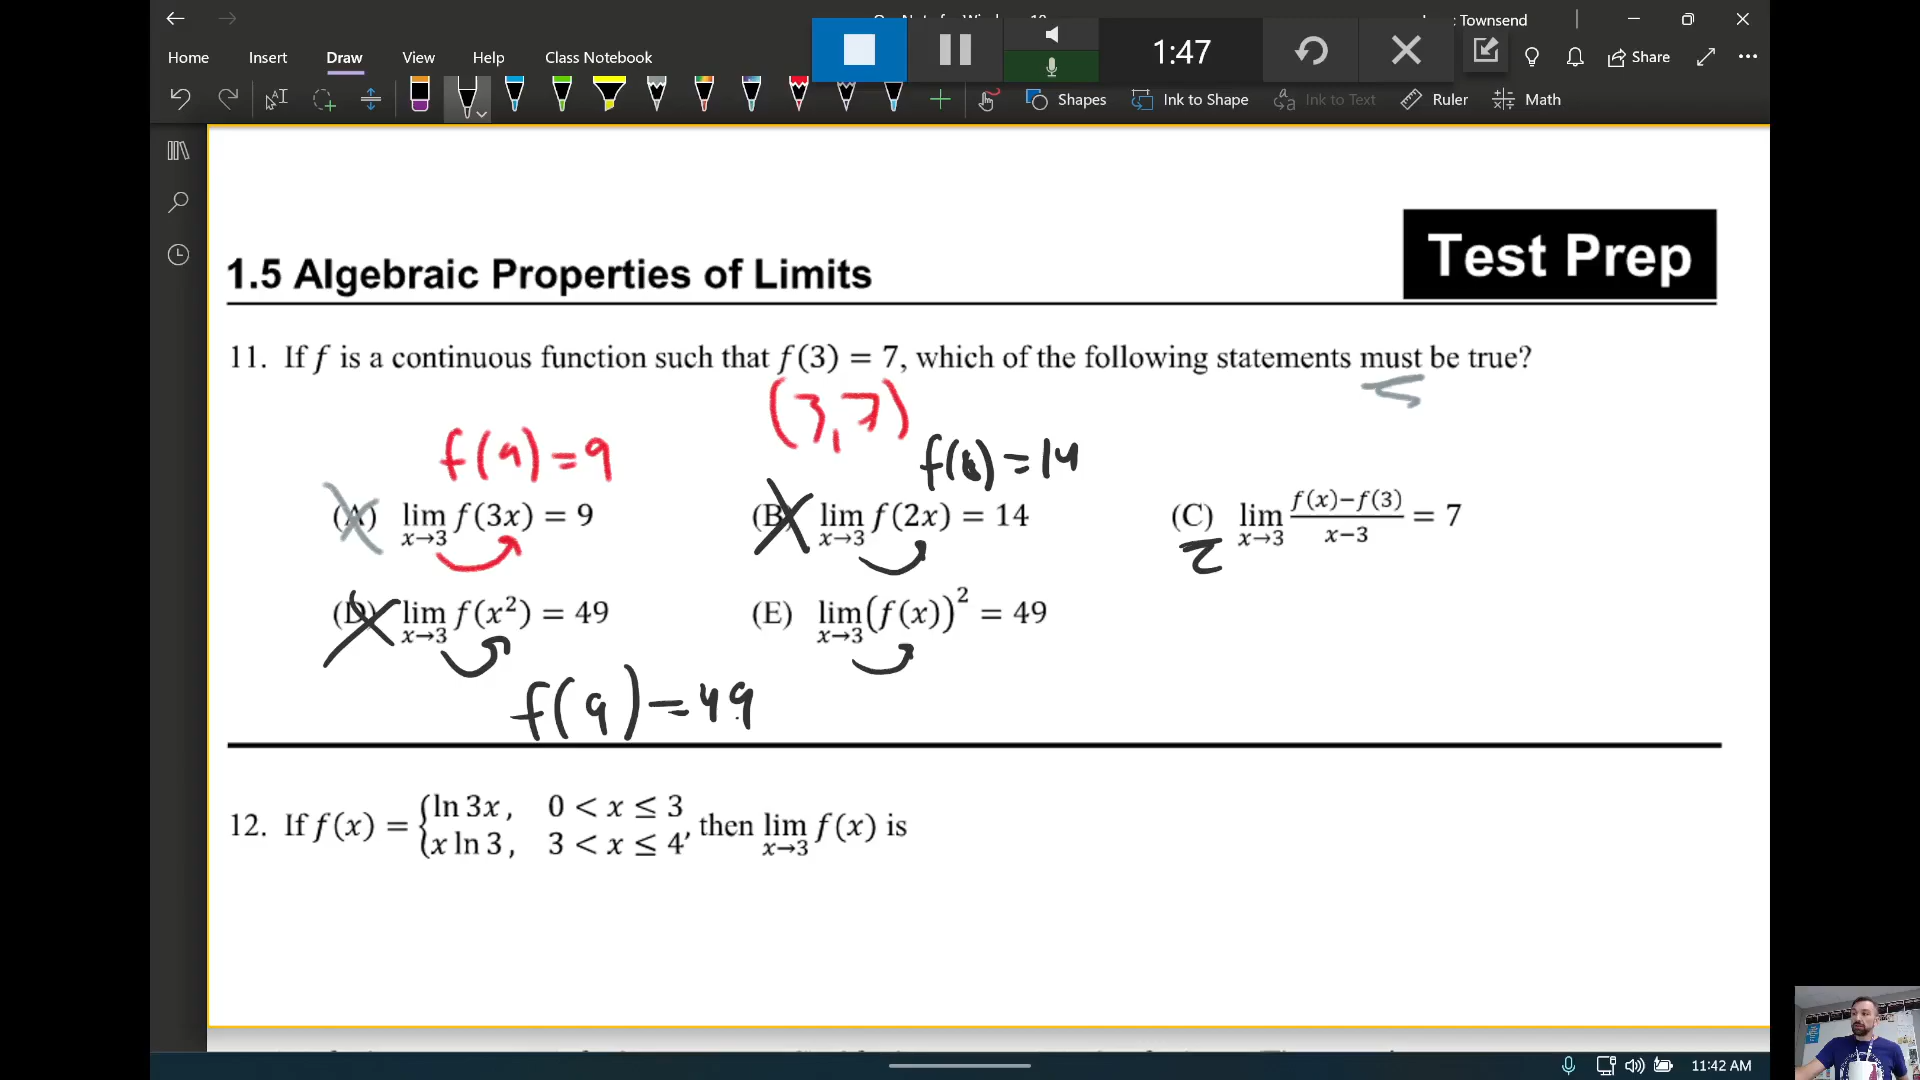 Townsend
1:47
Home Insert Draw View Help Class Notebook
Share
Shapes Ink to Shape Ink to Text Ruler Math
Test Prep
1.5 Algebraic Properties of Limits
11. If f is a continuous function such that f(3) = 7, which of the following statements must be true?
(3,7)
f(9)=9
f(6)=14
(A) lim x→3 f(3x) = 9 (B) lim x→3 f(2x) = 14 (C) lim x→3 f(x)−f(3)/x−3 = 7
(D) lim x→3 f(x²) = 49 (E) lim x→3 (f(x))² = 49
f(9)=49
12. If f(x) = { ln 3x, 0 < x ≤ 3
x ln 3, 3 < x ≤ 4, then lim x→3 f(x) is
11:42 AM